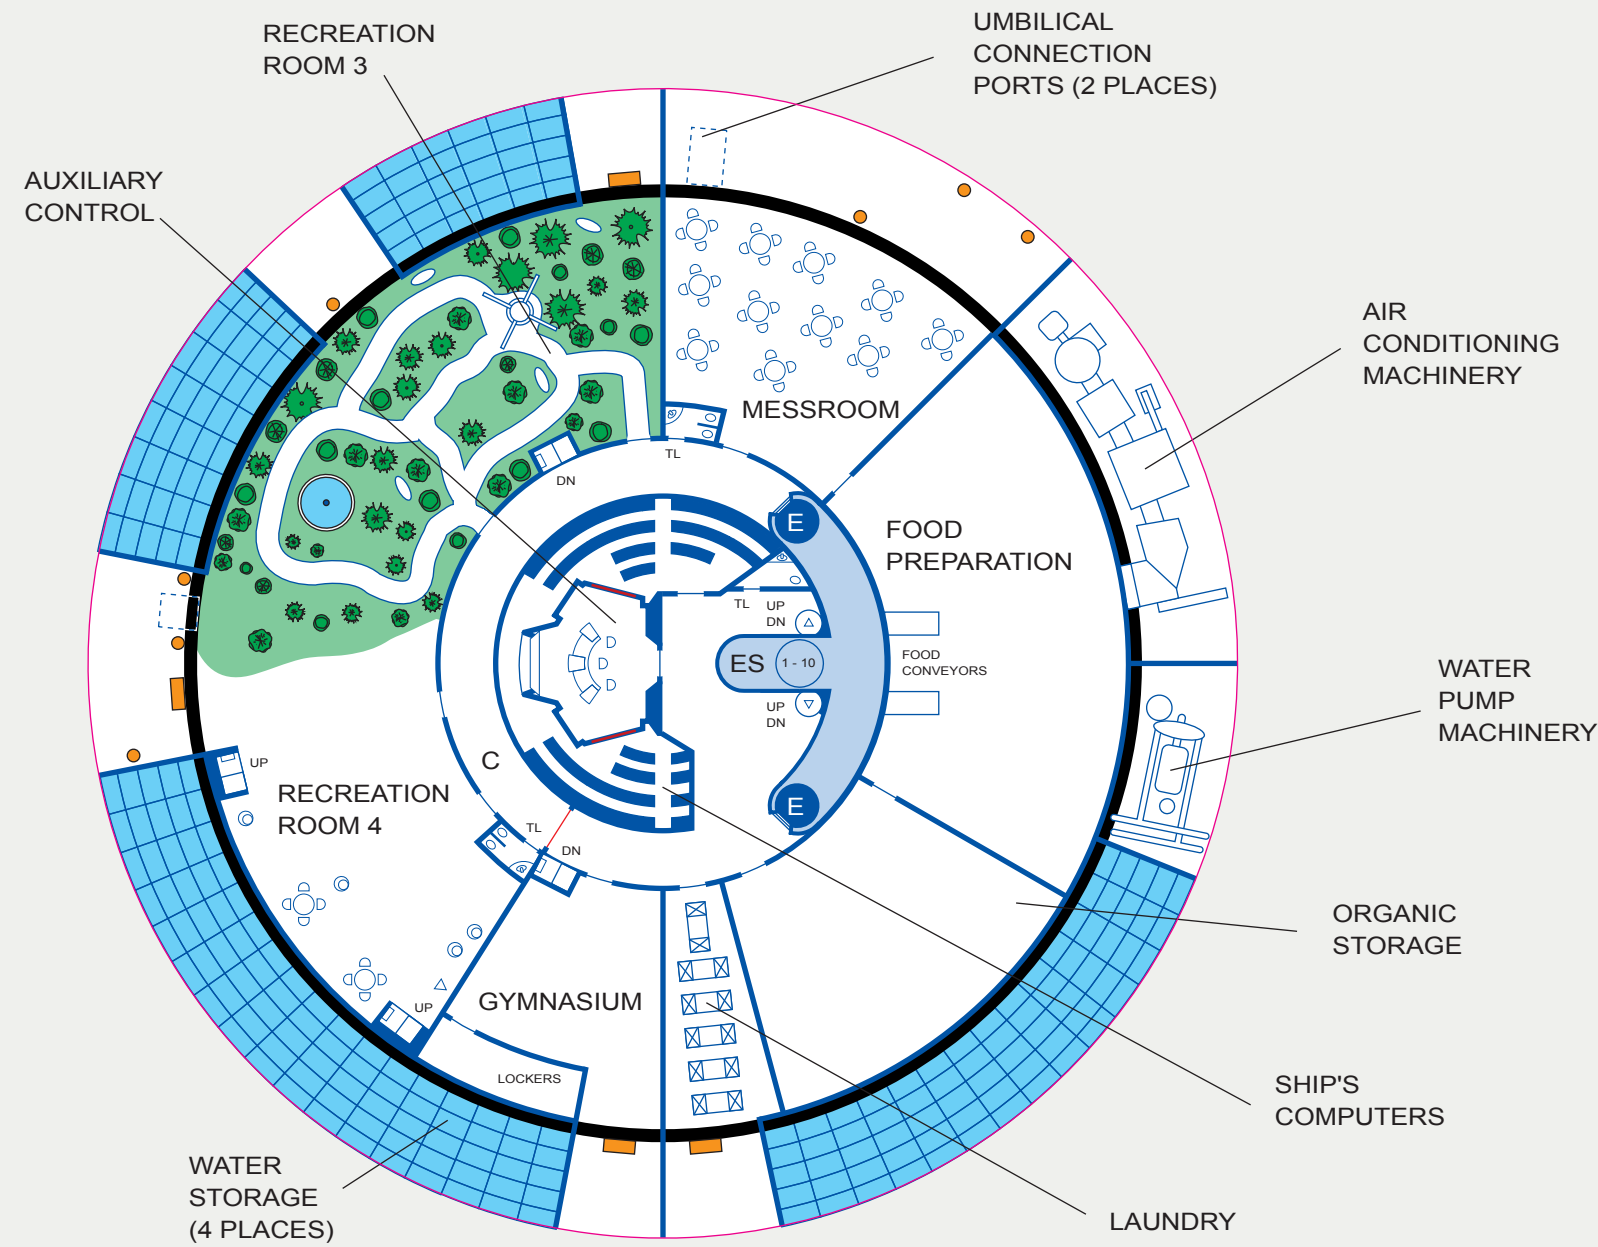 RECREATION
ROOM 3
UMBILICAL
CONNECTION
PORTS (2 PLACES)
AUXILIARY
CONTROL
AIR
CONDITIONING
MACHINERY
MESSROOM
TL
DN
E
FOOD
PREPARATION
TL
UP
DN
ES
1 - 10
FOOD
CONVEYORS
UP
DN
WATER
PUMP
MACHINERY
C
UP
RECREATION
ROOM 4
E
TL
DN
ORGANIC
STORAGE
UP
GYMNASIUM
LOCKERS
SHIP'S
COMPUTERS
WATER
STORAGE
(4 PLACES)
LAUNDRY